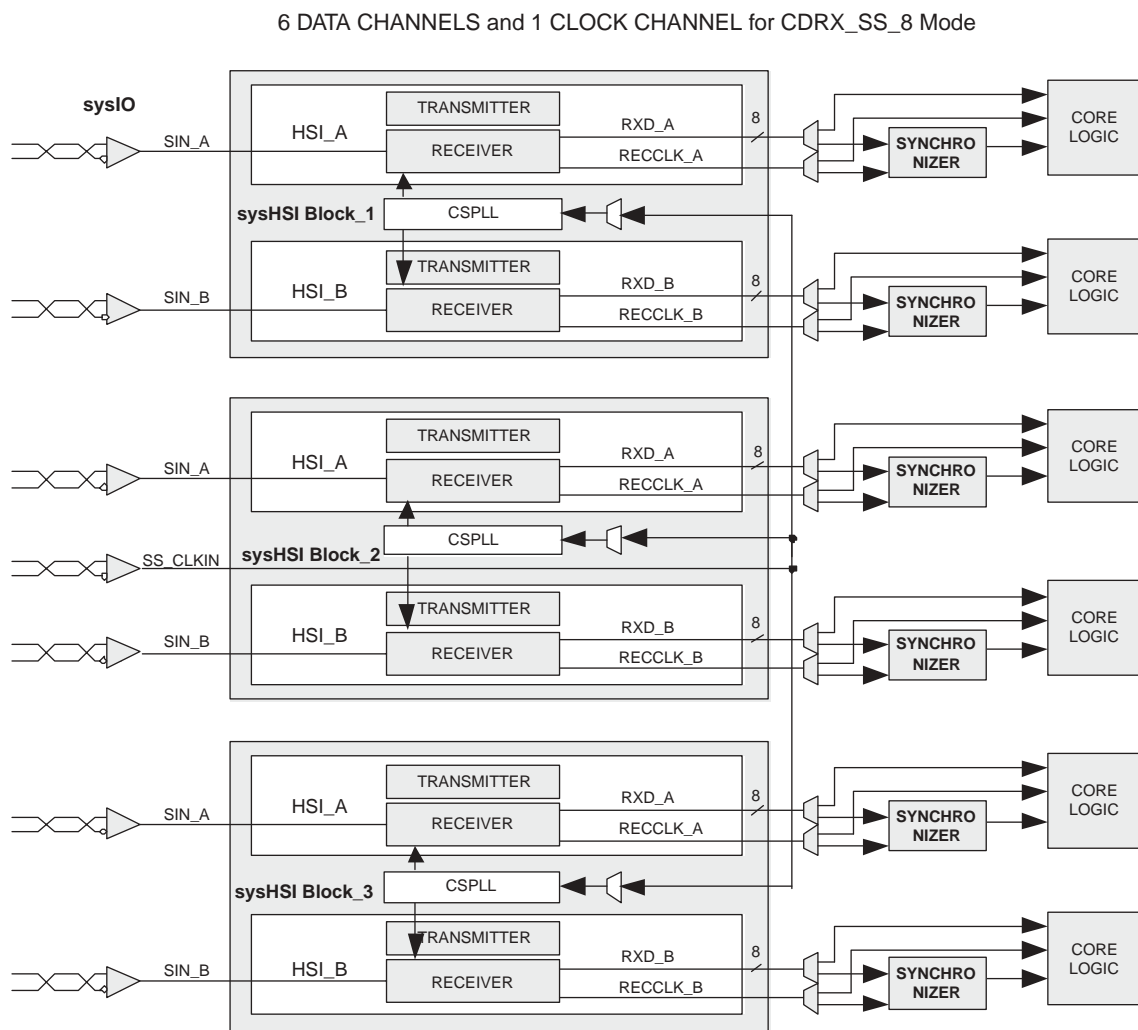 6 DATA CHANNELS and 1 CLOCK CHANNEL for CDRX_SS_8 Mode
sysIO
SIN_A
HSI_A
TRANSMITTER
RECEIVER
RXD_A
8
RECCLK_A
SYNCHRO
NIZER
CORE
LOGIC
sysHSI Block_1
CSPLL
SIN_B
HSI_B
TRANSMITTER
RECEIVER
RXD_B
8
RECCLK_B
SYNCHRO
NIZER
CORE
LOGIC
SIN_A
HSI_A
TRANSMITTER
RECEIVER
RXD_A
8
RECCLK_A
SYNCHRO
NIZER
CORE
LOGIC
sysHSI Block_2
CSPLL
SS_CLKIN
SIN_B
HSI_B
TRANSMITTER
RECEIVER
RXD_B
8
RECCLK_B
SYNCHRO
NIZER
CORE
LOGIC
SIN_A
HSI_A
TRANSMITTER
RECEIVER
RXD_A
8
RECCLK_A
SYNCHRO
NIZER
CORE
LOGIC
sysHSI Block_3
CSPLL
SIN_B
HSI_B
TRANSMITTER
RECEIVER
RXD_B
8
RECCLK_B
SYNCHRO
NIZER
CORE
LOGIC